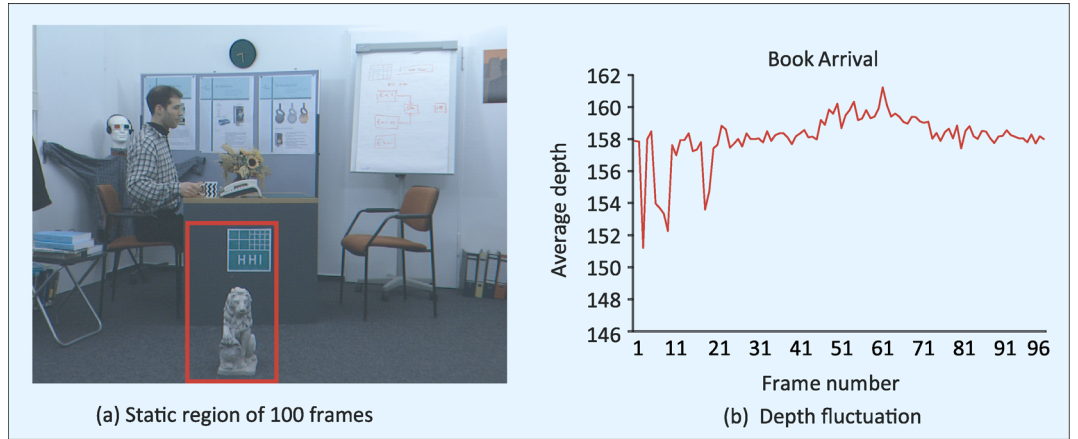 HHI
(a) Static region of 100 frames
Book Arrival
Average depth
162
160
158
156
154
152
150
148
146
1 11 21 31 41 51 61 71 81 91 96
Frame number
(b) Depth fluctuation